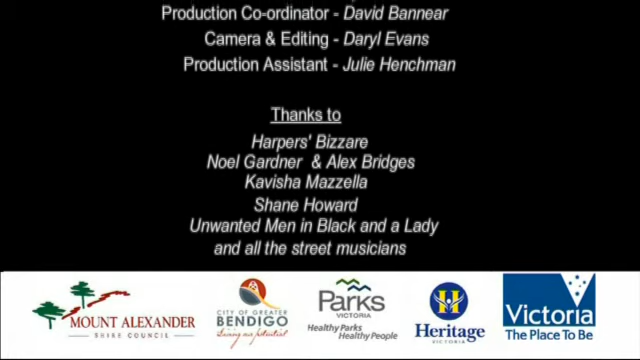 Production Co-ordinator - David Bannear
Camera & Editing - Daryl Evans
Production Assistant - Julie Henchman
Thanks to
Harpers' Bizzare
Noel Gardner & Alex Bridges
Kavisha Mazzella
Shane Howard
Unwanted Men in Black and a Lady
and all the street musicians
MOUNT ALEXANDER
SHIRE COUNCIL
CITY OF GREATER
BENDIGO
Living as potential
Parks
VICTORIA
Healthy Parks
Healthy People
Heritage
VICTORIA
Victoria
The Place To Be